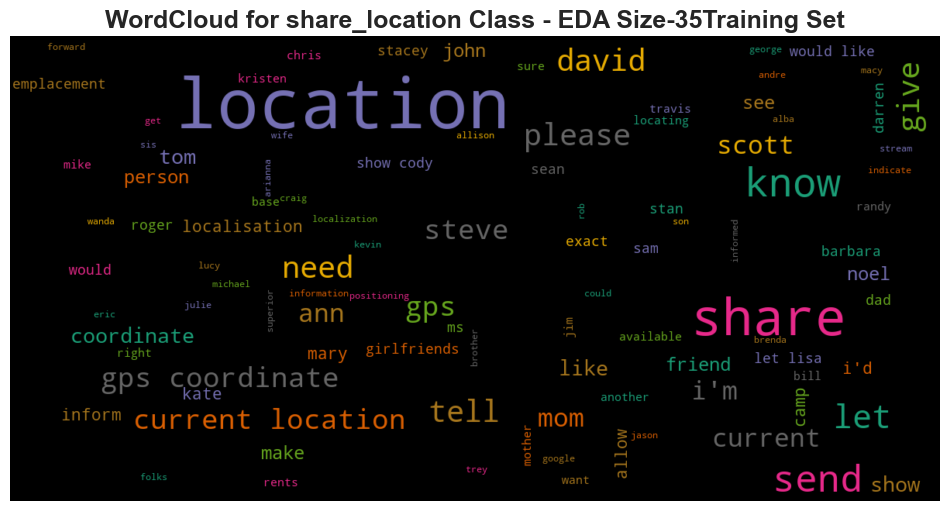 WordCloud for share_location Class - EDA Size-35Training Set
forward
chris
stacey
john
sure
david
george
would like
emplacement
kristen
location
andre
macy
give
see
darren
travis
locating
alba
get
wife
allison
please
scott
stream
sis
tom
mike
person
arianna
show cody
sean
know
indicate
base
craig
wanda
roger
localisation
localization
steve
rob
stan
son
randy
informed
kevin
exact
sam
barbara
would
lucy
need
noel
michael
superior
information
positioning
could
julie
ann
gps
dad
eric
coordinate
ms
jim
share
right
brother
available
brenda
mary
girlfriends
let lisa
like
friend
bill
i'd
gps coordinate
kate
i'm
another
camp
inform
current location
tell
mom
let
mother
allow
jason
current
make
google
folks
rents
trey
want
send
show